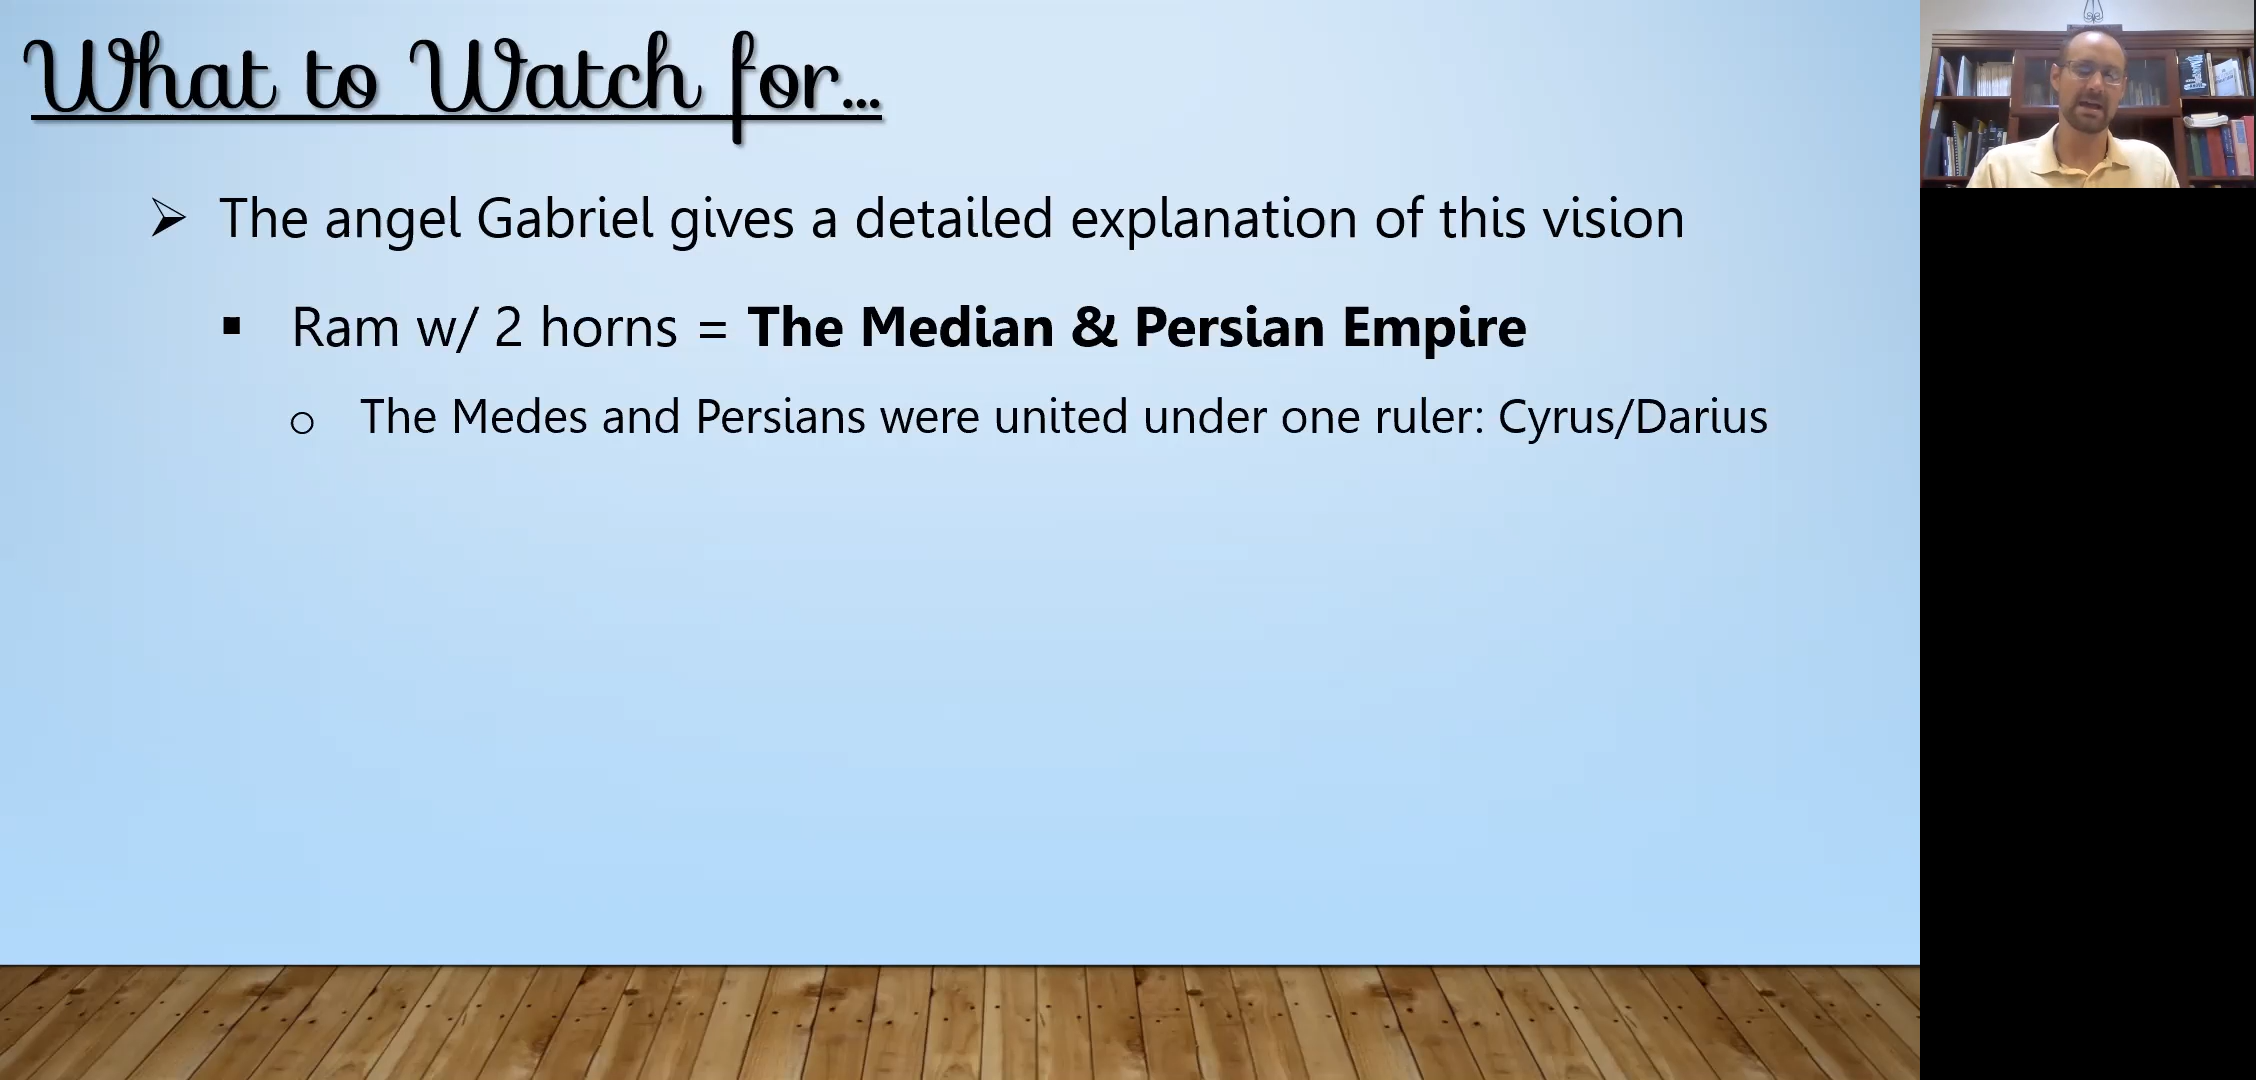 What to Watch for...
➢ The angel Gabriel gives a detailed explanation of this vision
▪ Ram w/ 2 horns = The Median & Persian Empire
o The Medes and Persians were united under one ruler: Cyrus/Darius